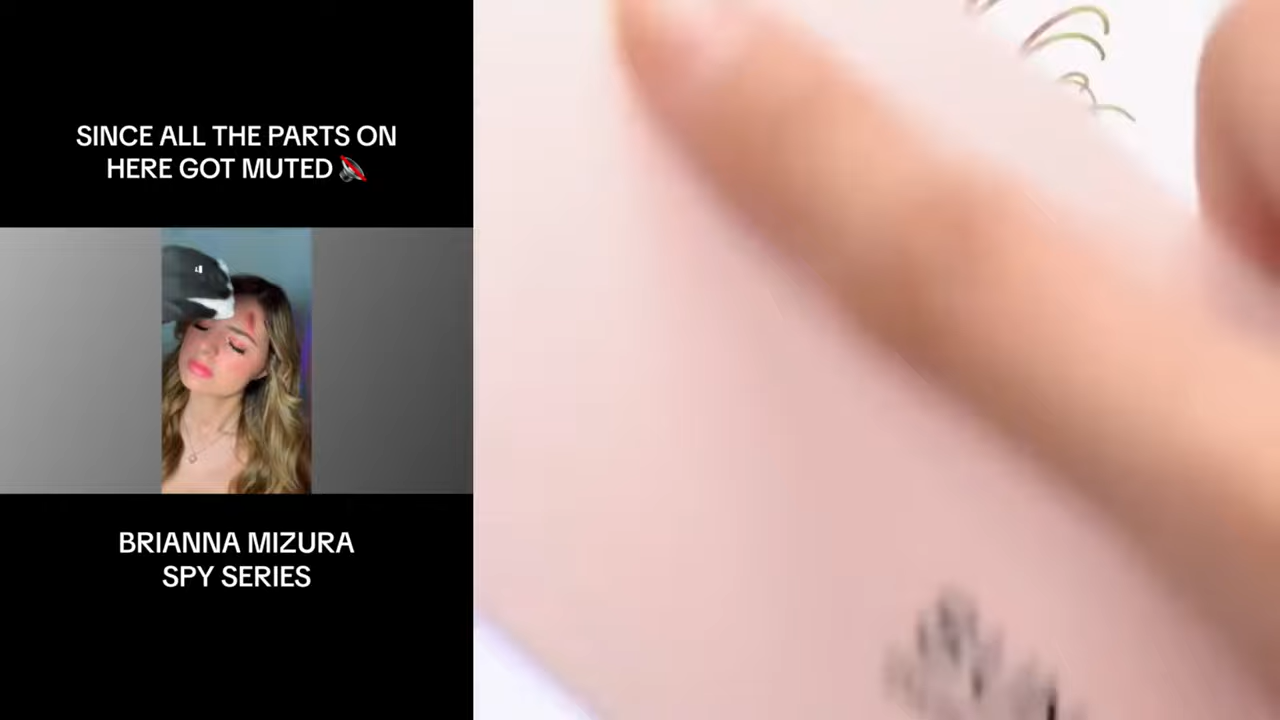 SINCE ALL THE PARTS ON
HERE GOT MUTED
BRIANNA MIZURA
SPY SERIES